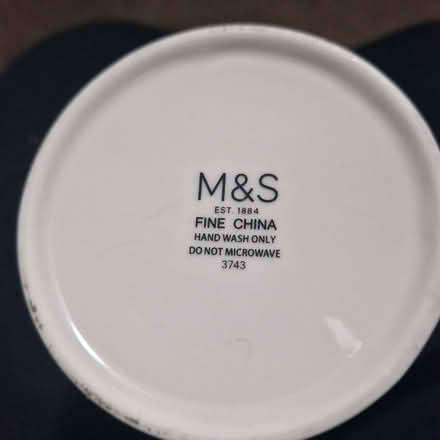 M&S
EST. 1884
FINE CHINA
HAND WASH ONLY
DO NOT MICROWAVE
3743